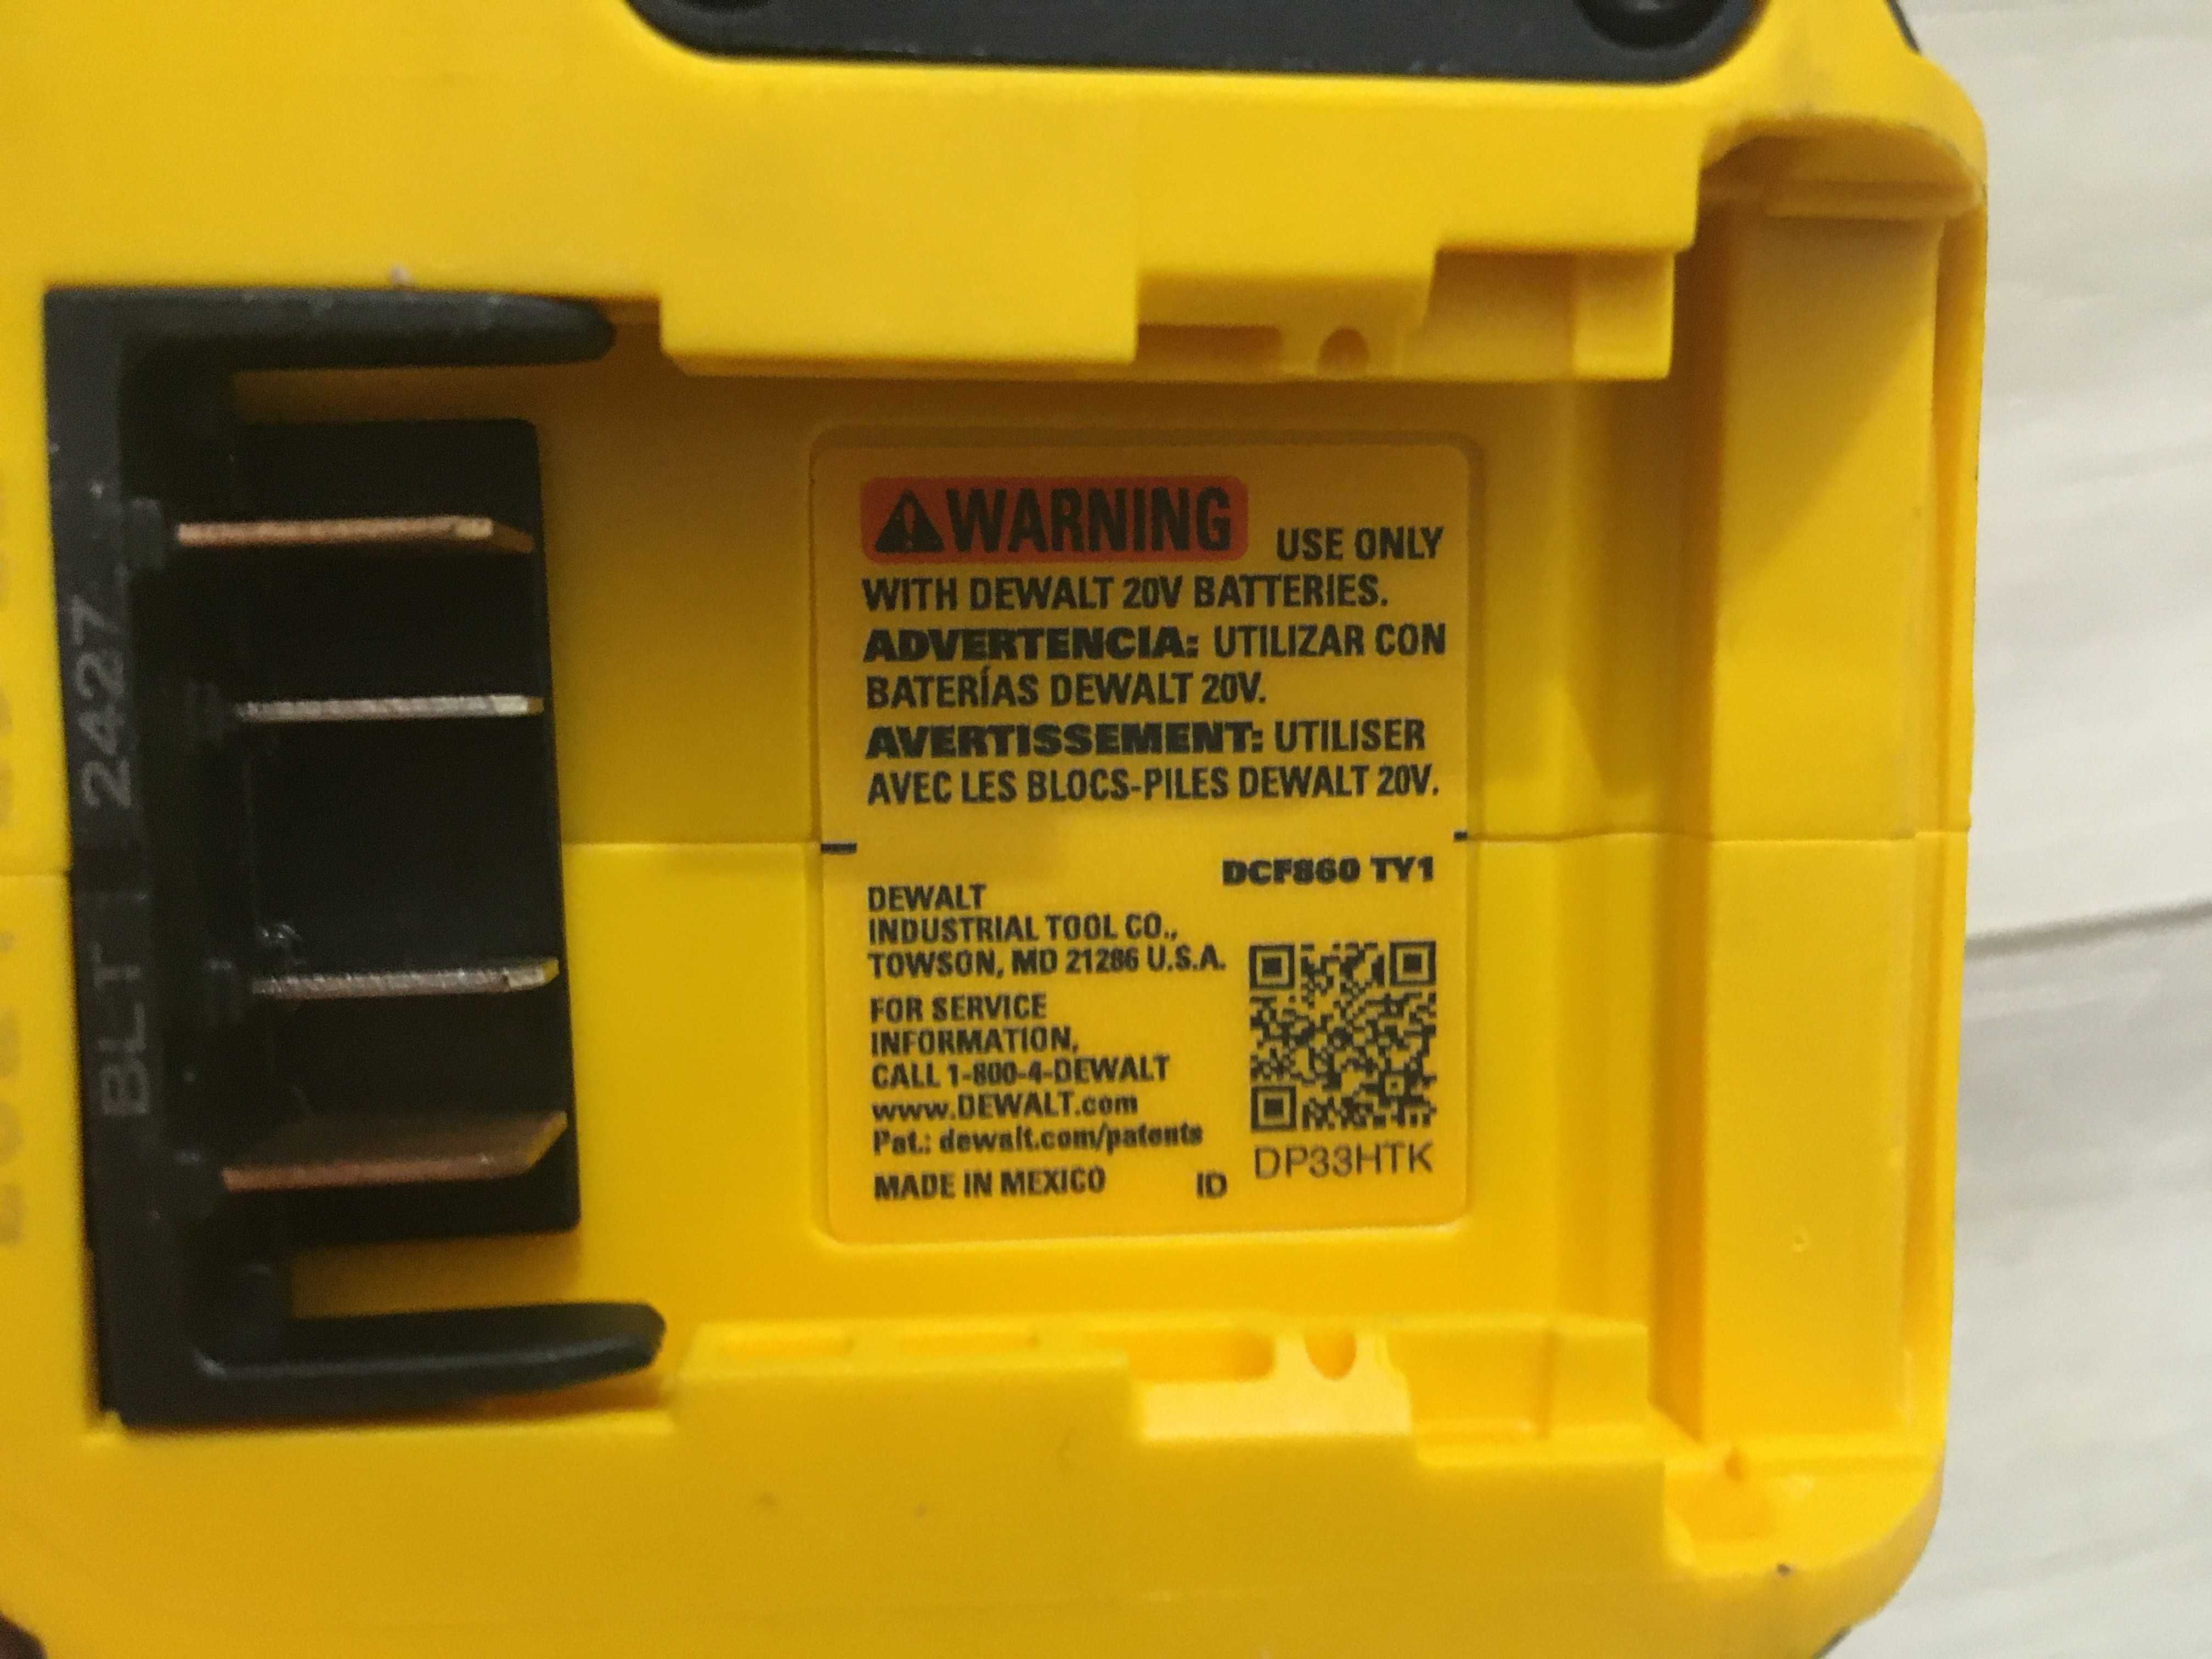 2427
BLT
WARNING USE ONLY
WITH DEWALT 20V BATTERIES.
ADVERTENCIA: UTILIZAR CON
BATERÍAS DEWALT 20V.
AVERTISSEMENT: UTILISER
AVEC LES BLOCS-PILES DEWALT 20V.
DCF860 TY1
DEWALT
INDUSTRIAL TOOL CO.,
TOWSON, MD 21286 U.S.A.
FOR SERVICE
INFORMATION,
CALL 1-800-4-DEWALT
www.DEWALT.com
Pat.: dewalt.com/patents
MADE IN MEXICO
ID DP33HTK